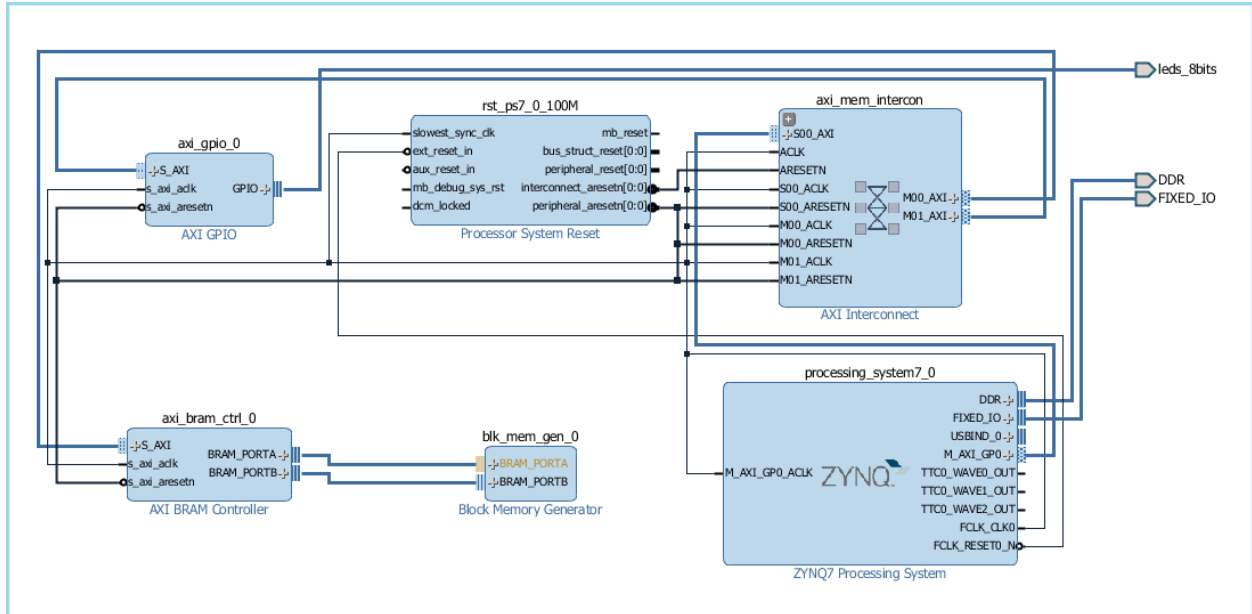 leds_8bits
DDR
FIXED_IO
axi_gpio_0
S_AXI
s_axi_aclk
s_axi_aresetn
GPIO
AXI GPIO
rst_ps7_0_100M
slowest_sync_clk
ext_reset_in
aux_reset_in
mb_debug_sys_rst
dcm_locked
mb_reset
bus_struct_reset[0:0]
peripheral_reset[0:0]
interconnect_aresetn[0:0]
peripheral_aresetn[0:0]
Processor System Reset
axi_mem_intercon
S00_AXI
ACLK
ARESETN
S00_ACLK
S00_ARESETN
M00_ACLK
M00_ARESETN
M01_ACLK
M01_ARESETN
M00_AXI
M01_AXI
AXI Interconnect
axi_bram_ctrl_0
S_AXI
s_axi_aclk
s_axi_aresetn
BRAM_PORTA
BRAM_PORTB
AXI BRAM Controller
blk_mem_gen_0
BRAM_PORTA
BRAM_PORTB
Block Memory Generator
processing_system7_0
M_AXI_GP0_ACLK
ZYNQ
DDR
FIXED_IO
USBIND_0
M_AXI_GP0
TTC0_WAVE0_OUT
TTC0_WAVE1_OUT
TTC0_WAVE2_OUT
FCLK_CLK0
FCLK_RESET0_N
ZYNQ7 Processing System